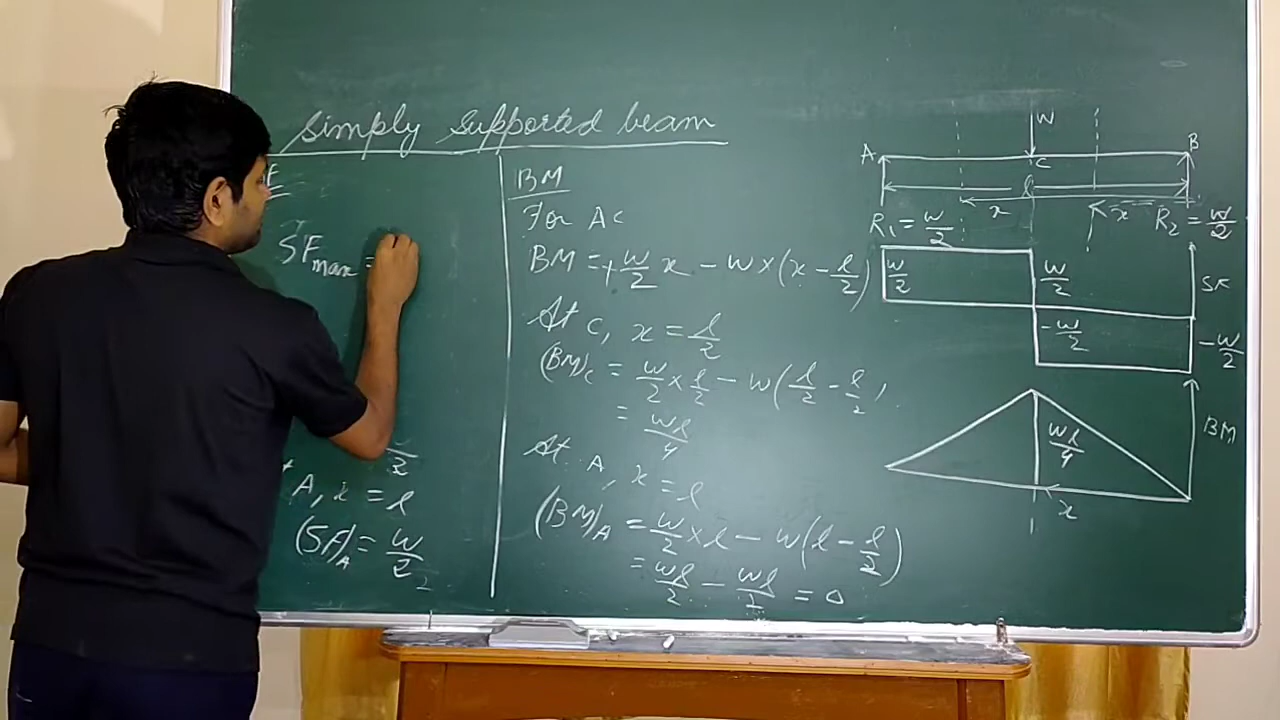 Simply supported beam
F
SF max =
2
A, x = l
(SF)A = W/2
BM
For AC
BM = + W/2 x - W × (x - l/2)
At C, x = l/2
(BM)C = W/2 × l/2 - W(l/2 - l/2)
= Wl/4
At A, x = l
(BM)A = W/2 × l - W(l - l/2)
= Wl/2 - Wl/2 = 0
W
A C B
l
x x
R1 = W/2 R2 = W/2
W/2 W/2 SF
-W/2 -W/2
Wl/4 BM
x